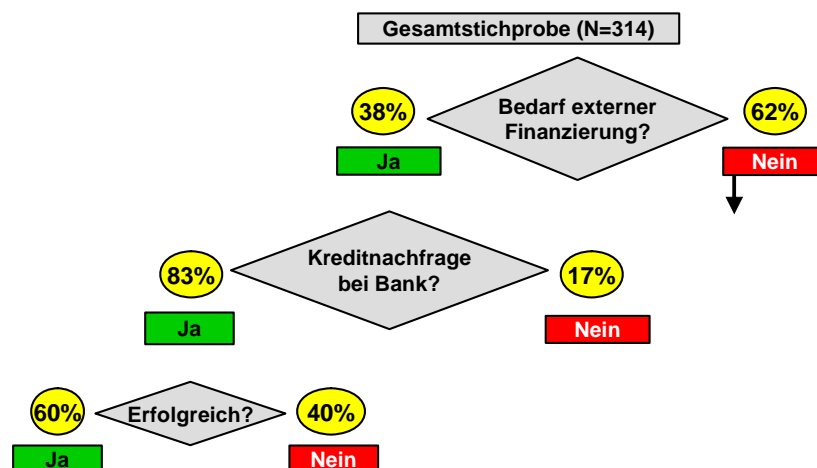 Gesamtstichprobe (N=314)
38%
Bedarf externer
Finanzierung?
62%
Ja
Nein
83%
Kreditnachfrage
bei Bank?
17%
Ja
Nein
60%
Erfolgreich?
40%
Ja
Nein